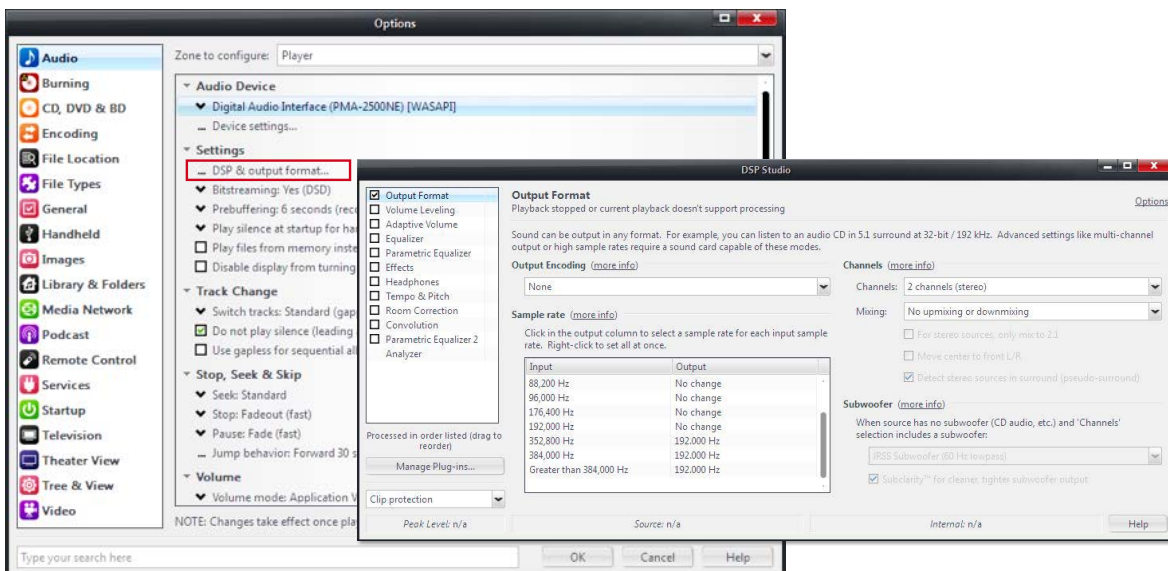 Options
Audio
Burning
CD, DVD & BD
Encoding
File Location
File Types
General
Handheld
Images
Library & Folders
Media Network
Podcast
Remote Control
Services
Startup
Television
Theater View
Tree & View
Video
Zone to configure: Player
Audio Device
Digital Audio Interface (PMA-2500NE) [WASAPI]
Device settings...
Settings
DSP & output format...
Bitstreaming: Yes (DSD)
Prebuffering: 6 seconds (reco
Play silence at startup for ha
Play files from memory inste
Disable display from turning
Track Change
Switch tracks: Standard (gap
Do not play silence (leading
Use gapless for sequential al
Stop, Seek & Skip
Seek: Standard
Stop: Fadeout (fast)
Pause: Fade (fast)
Jump behavior: Forward 30 s
Volume
Volume mode: Application V
NOTE: Changes take effect once pla
Type your search here
OK Cancel Help
DSP Studio
Output Format
Volume Leveling
Adaptive Volume
Equalizer
Parametric Equalizer
Effects
Headphones
Tempo & Pitch
Room Correction
Convolution
Parametric Equalizer 2
Analyzer
Processed in order listed (drag to
reorder)
Manage Plug-ins...
Clip protection
Output Format
Options
Playback stopped or current playback doesn't support processing
Sound can be output in any format. For example, you can listen to an audio CD in 5.1 surround at 32-bit / 192 kHz. Advanced settings like multi-channel
output or high sample rates require a sound card capable of these modes.
Output Encoding (more info)
None
Sample rate (more info)
Click in the output column to select a sample rate for each input sample
rate. Right-click to set all at once.
Input Output
88,200 Hz No change
96,000 Hz No change
176,400 Hz No change
192,000 Hz No change
352,800 Hz 192.000 Hz
384,000 Hz 192.000 Hz
Greater than 384,000 Hz 192.000 Hz
Channels (more info)
Channels: 2 channels (stereo)
Mixing: No upmixing or downmixing
For stereo sources, only mix to 2.1
Move center to front L/R
Detect stereo sources in surround (pseudo-surround)
Subwoofer (more info)
When source has no subwoofer (CD audio, etc.) and 'Channels'
selection includes a subwoofer:
JRSS Subwoofer (60 Hz lowpass)
Subclarity™ for cleaner, tighter subwoofer output
Peak Level: n/a Source: n/a Internal: n/a Help